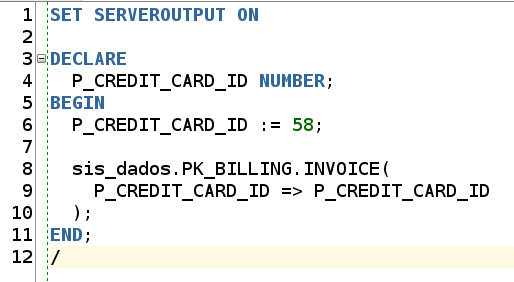 1 SET SERVEROUTPUT ON
2
3 DECLARE
4   P_CREDIT_CARD_ID NUMBER;
5 BEGIN
6   P_CREDIT_CARD_ID := 58;
7
8   sis_dados.PK_BILLING.INVOICE(
9     P_CREDIT_CARD_ID => P_CREDIT_CARD_ID
10   );
11 END;
12 /